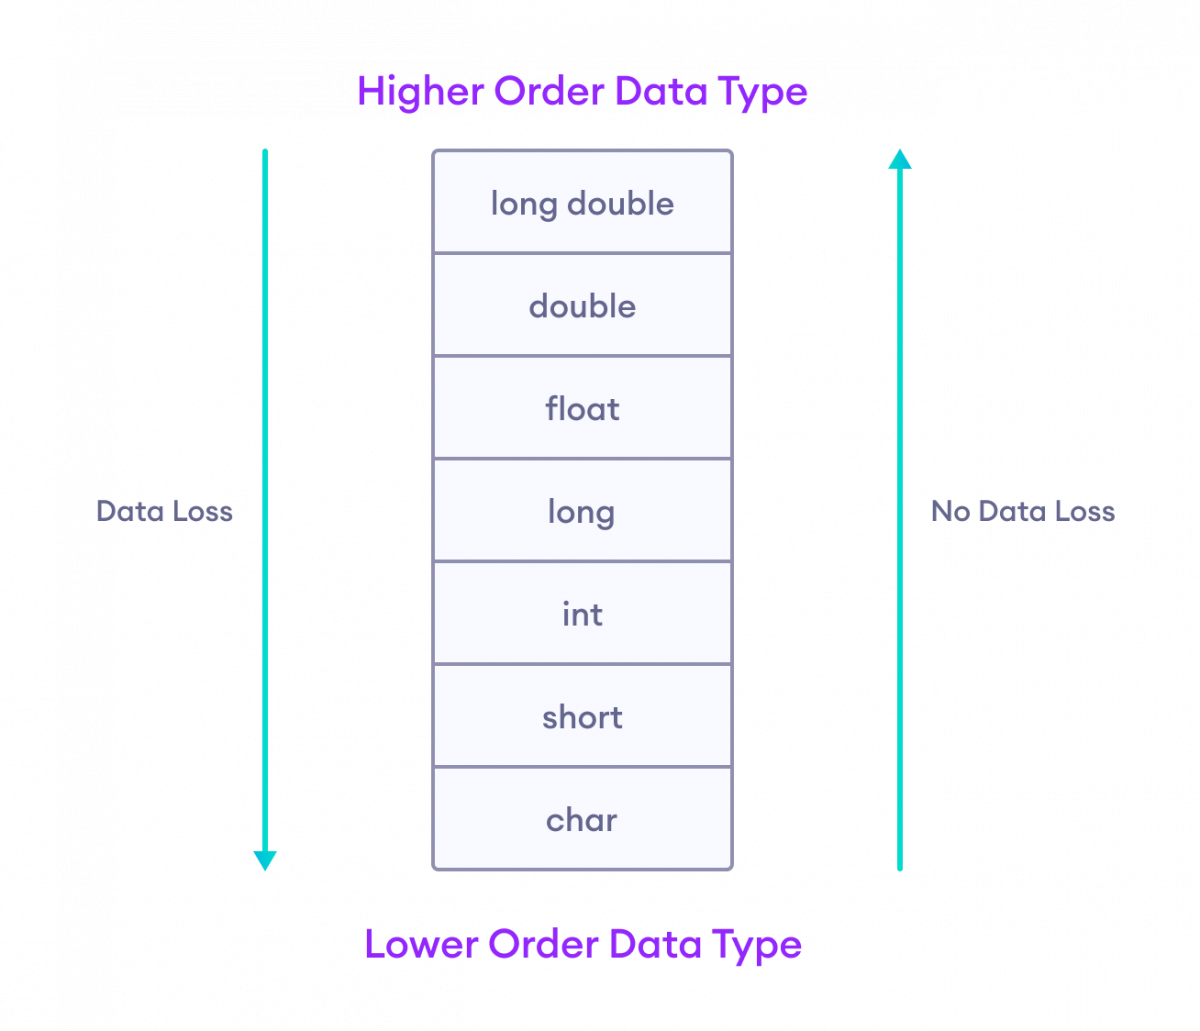 Higher Order Data Type
long double
double
float
Data Loss
long
No Data Loss
int
short
char
Lower Order Data Type